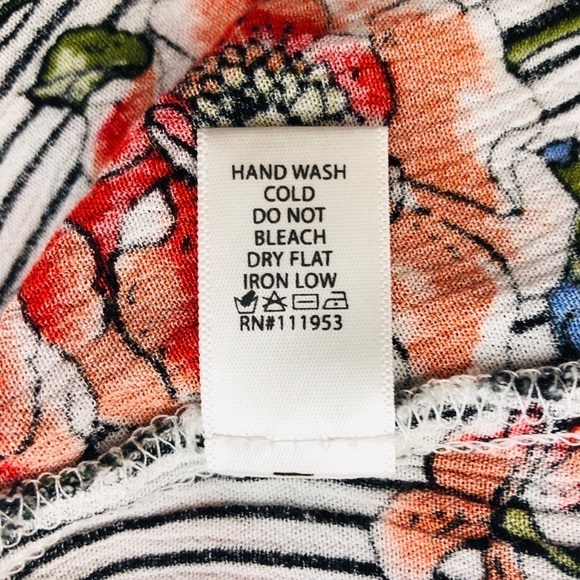 HAND WASH
COLD
DO NOT
BLEACH
DRY FLAT
IRON LOW
RN#111953